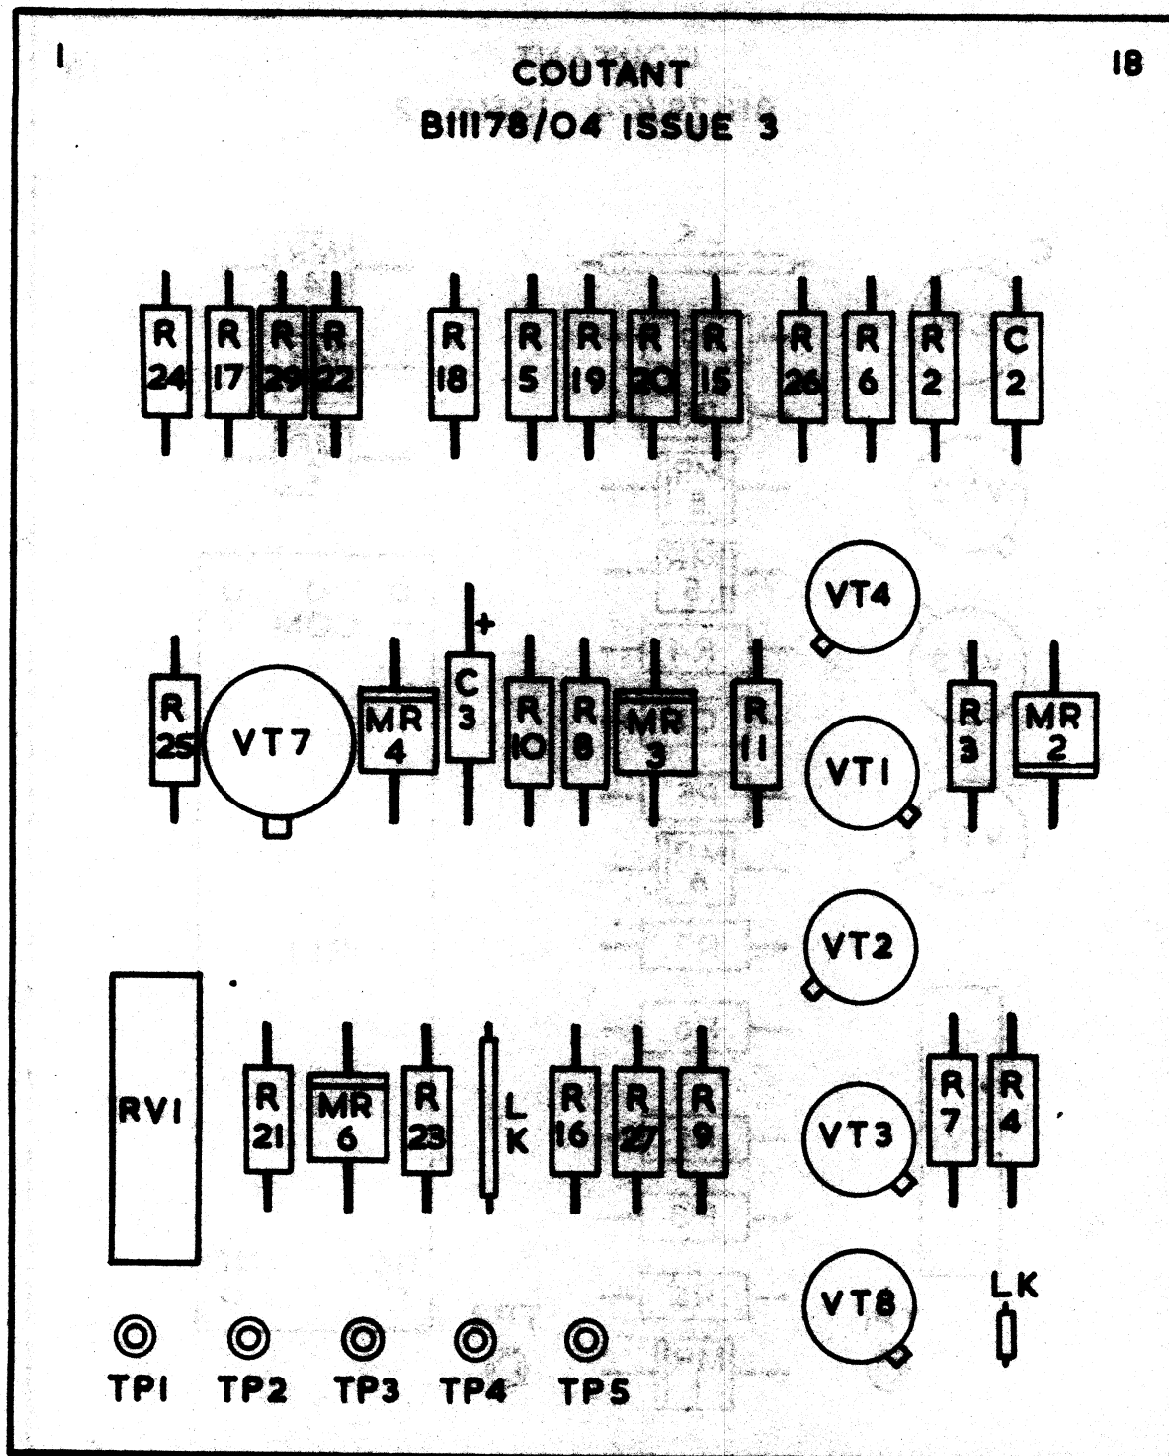 1
18
COUTANT
B11178/04 ISSUE 3
R 24
R 17
R 29
R 22
R 18
R 5
R 19
R 20
R 15
R 26
R 6
R 2
C 2
VT4
R 25
VT7
MR 4
+
C 3
R 10
R 8
MR 3
R 11
VT1
R 3
MR 2
VT2
RV1
R 21
MR 6
R 23
LK
R 16
R 27
R 9
VT3
R 7
R 4
VT8
LK
TP1
TP2
TP3
TP4
TP5